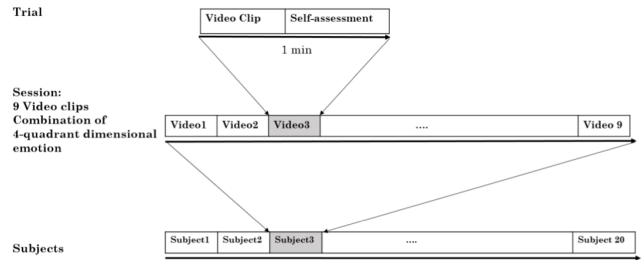 Trial
Video Clip
Self-assessment
1 min
Session:
9 Video clips
Combination of
4-quadrant dimensional
emotion
Video1
Video2
Video3
....
Video 9
Subjects
Subject1
Subject2
Subject3
....
Subject 20